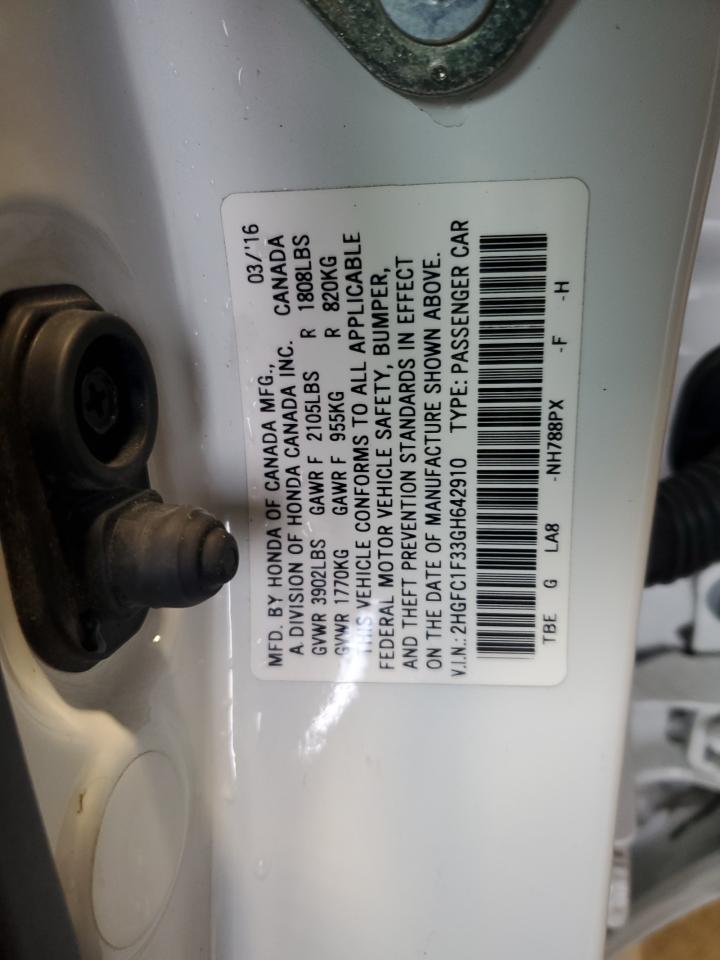 03/'16
MFD. BY HONDA OF CANADA MFG.,
A DIVISION OF HONDA CANADA INC. CANADA
GVWR 3902LBS GAWR F 2105LBS R 1808LBS
GVWR 1770KG GAWR F 955KG R 820KG
THIS VEHICLE CONFORMS TO ALL APPLICABLE
FEDERAL MOTOR VEHICLE SAFETY, BUMPER,
AND THEFT PREVENTION STANDARDS IN EFFECT
ON THE DATE OF MANUFACTURE SHOWN ABOVE.
V.I.N.: 2HGFC1F33GH642910 TYPE: PASSENGER CAR
TBE G LA8 -NH788PX -F -H